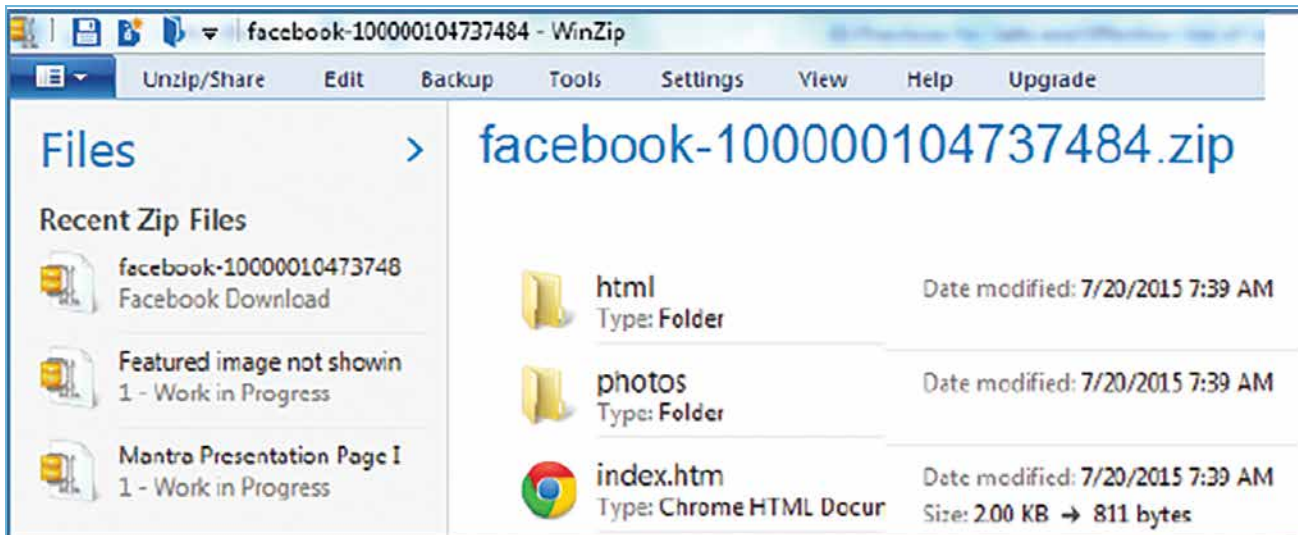 facebook-100000104737484 - WinZip
Unzip/Share Edit Backup Tools Settings View Help Upgrade
Files >
Recent Zip Files
facebook-10000010473748
Facebook Download
Featured image not showin
1 - Work in Progress
Mantra Presentation Page I
1 - Work in Progress
facebook-100000104737484.zip
html
Type: Folder
Date modified: 7/20/2015 7:39 AM
photos
Type: Folder
Date modified: 7/20/2015 7:39 AM
index.htm
Type: Chrome HTML Docur
Date modified: 7/20/2015 7:39 AM
Size: 2.00 KB → 811 bytes